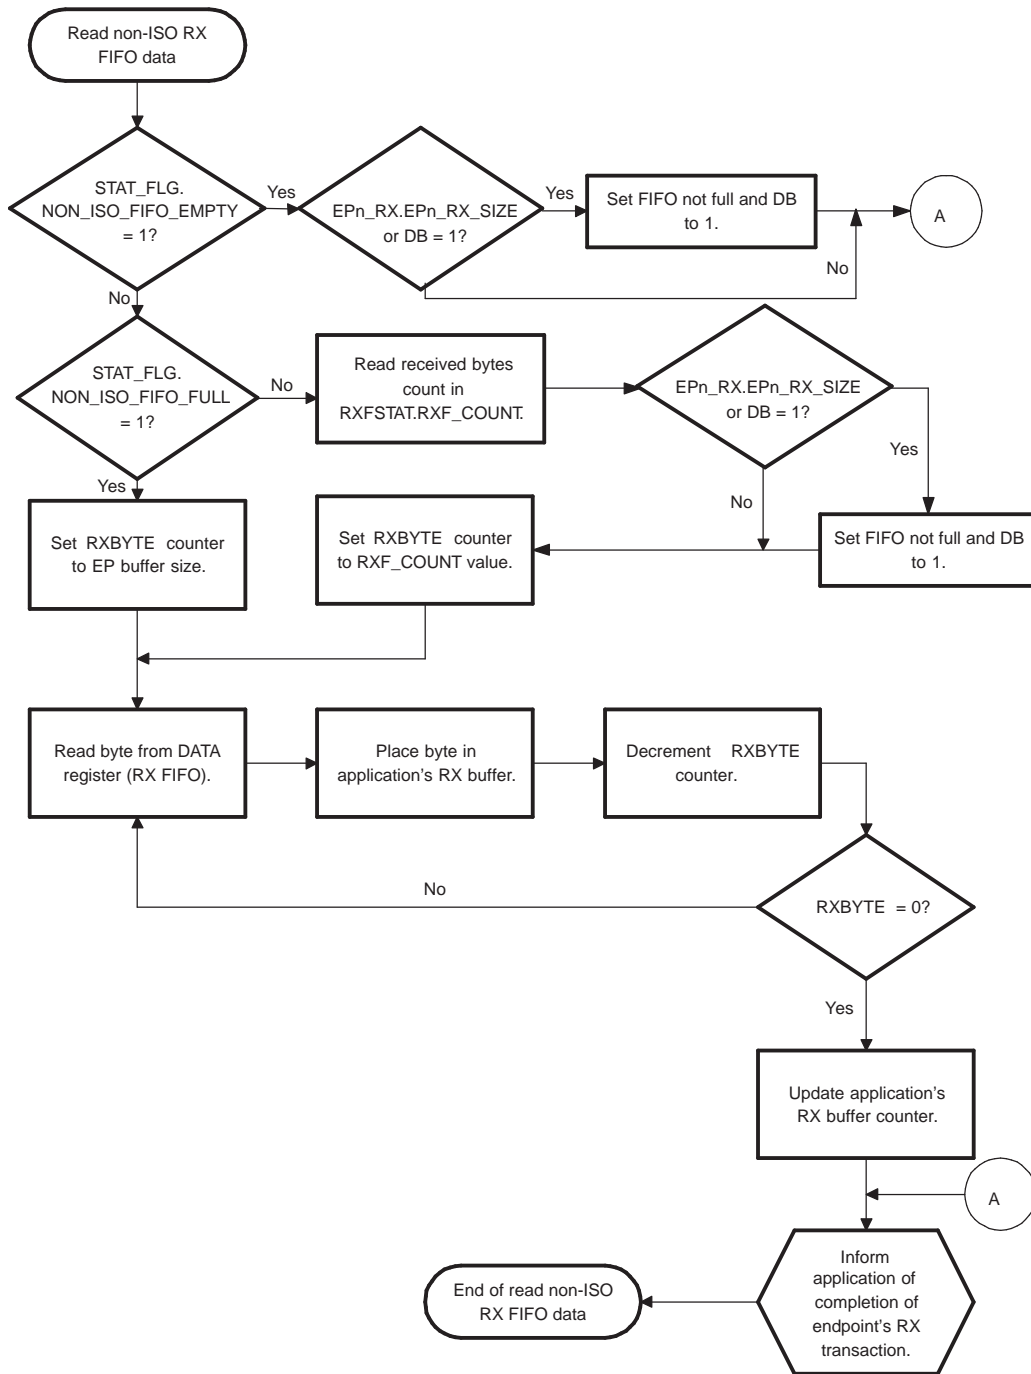 Read non-ISO RX
FIFO data
STAT_FLG.
NON_ISO_FIFO_EMPTY
= 1?
Yes
EPn_RX.EPn_RX_SIZE
or DB = 1?
Yes
Set FIFO not full and DB
to 1.
A
No
No
STAT_FLG.
NON_ISO_FIFO_FULL
= 1?
No
Read received bytes
count in
RXFSTAT.RXF_COUNT.
EPn_RX.EPn_RX_SIZE
or DB = 1?
Yes
No
Yes
Set RXBYTE counter
to EP buffer size.
Set RXBYTE counter
to RXF_COUNT value.
Set FIFO not full and DB
to 1.
Read byte from DATA
register (RX FIFO).
Place byte in
application's RX buffer.
Decrement RXBYTE
counter.
No
RXBYTE = 0?
Yes
Update application's
RX buffer counter.
A
Inform
application of
completion of
endpoint's RX
transaction.
End of read non-ISO
RX FIFO data